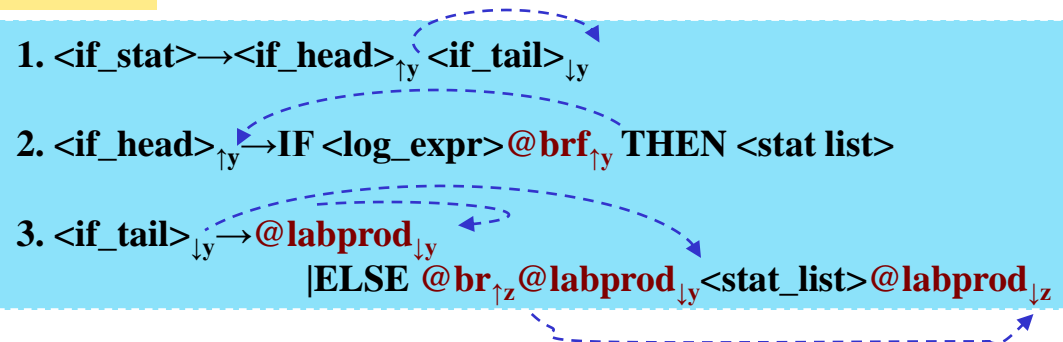 1. <if_stat>→<if_head>↑y <if_tail>↓y
2. <if_head>↑y→IF <log_expr>@brf↑y THEN <stat list>
3. <if_tail>↓y→@labprod↓y
|ELSE @br↑z@labprod↓y<stat_list>@labprod↓z